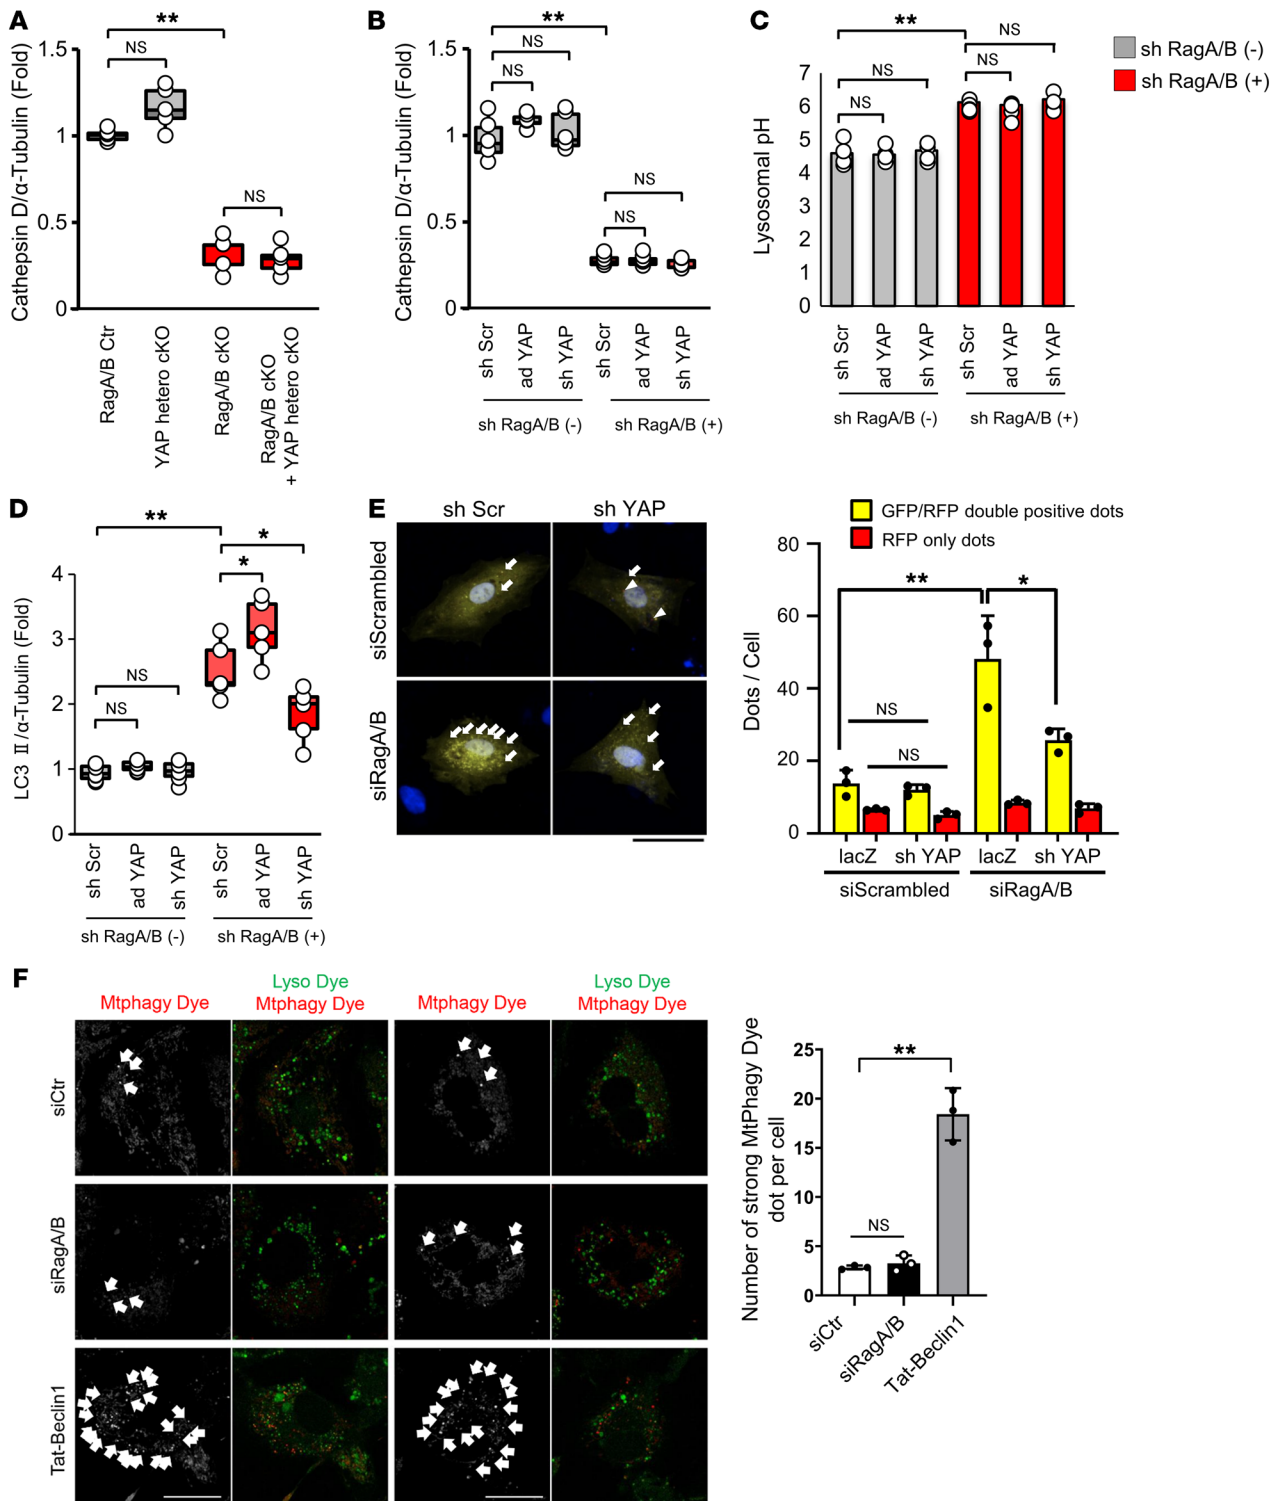 A
**
NS
NS
Cathepsin D/α-Tubulin (Fold)
1.5
1
0.5
0
RagA/B Ctr
YAP hetero cKO
RagA/B cKO
RagA/B cKO
+ YAP hetero cKO
B
**
NS
NS
NS
NS
Cathepsin D/α-Tubulin (Fold)
1.5
1
0.5
0
sh Scr
ad YAP
sh YAP
sh Scr
ad YAP
sh YAP
sh RagA/B (-)
sh RagA/B (+)
C
**
NS
NS
NS
NS
Lysosomal pH
7
6
5
4
3
2
1
0
sh Scr
ad YAP
sh YAP
sh Scr
ad YAP
sh YAP
sh RagA/B (-)
sh RagA/B (+)
sh RagA/B (-)
sh RagA/B (+)
D
**
*
*
NS
NS
LC3 Ⅱ/α-Tubulin (Fold)
4
3
2
1
0
sh Scr
ad YAP
sh YAP
sh Scr
ad YAP
sh YAP
sh RagA/B (-)
sh RagA/B (+)
E
sh Scr
sh YAP
siScrambled
siRagA/B
GFP/RFP double positive dots
RFP only dots
Dots / Cell
80
60
40
20
0
**
*
NS
NS
lacZ
sh YAP
lacZ
sh YAP
siScrambled
siRagA/B
F
Mtphagy Dye
Lyso Dye
Mtphagy Dye
Mtphagy Dye
Lyso Dye
Mtphagy Dye
siCtr
siRagA/B
Tat-Beclin1
Number of strong MtPhagy Dye
dot per cell
25
20
15
10
5
0
**
NS
siCtr
siRagA/B
Tat-Beclin1